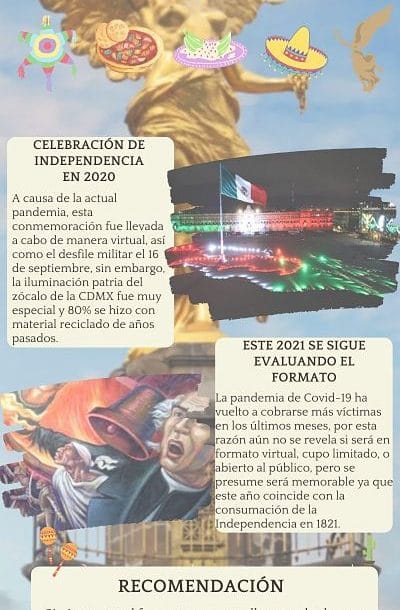 CELEBRACIÓN DE
INDEPENDENCIA
EN 2020
A causa de la actual
pandemia, esta
conmemoración fue llevada
a cabo de manera virtual, así
como el desfile militar el 16
de septiembre, sin embargo,
la iluminación patria del
zócalo de la CDMX fue muy
especial y 80% se hizo con
material reciclado de años
pasados.
ESTE 2021 SE SIGUE
EVALUANDO EL
FORMATO
La pandemia de Covid-19 ha
vuelto a cobrarse más víctimas
en los últimos meses, por esta
razón aún no se revela si será en
formato virtual, cupo limitado, o
abierto al público, pero se
presume será memorable ya que
este año coincide con la
consumación de la
Independencia en 1821.
RECOMENDACIÓN